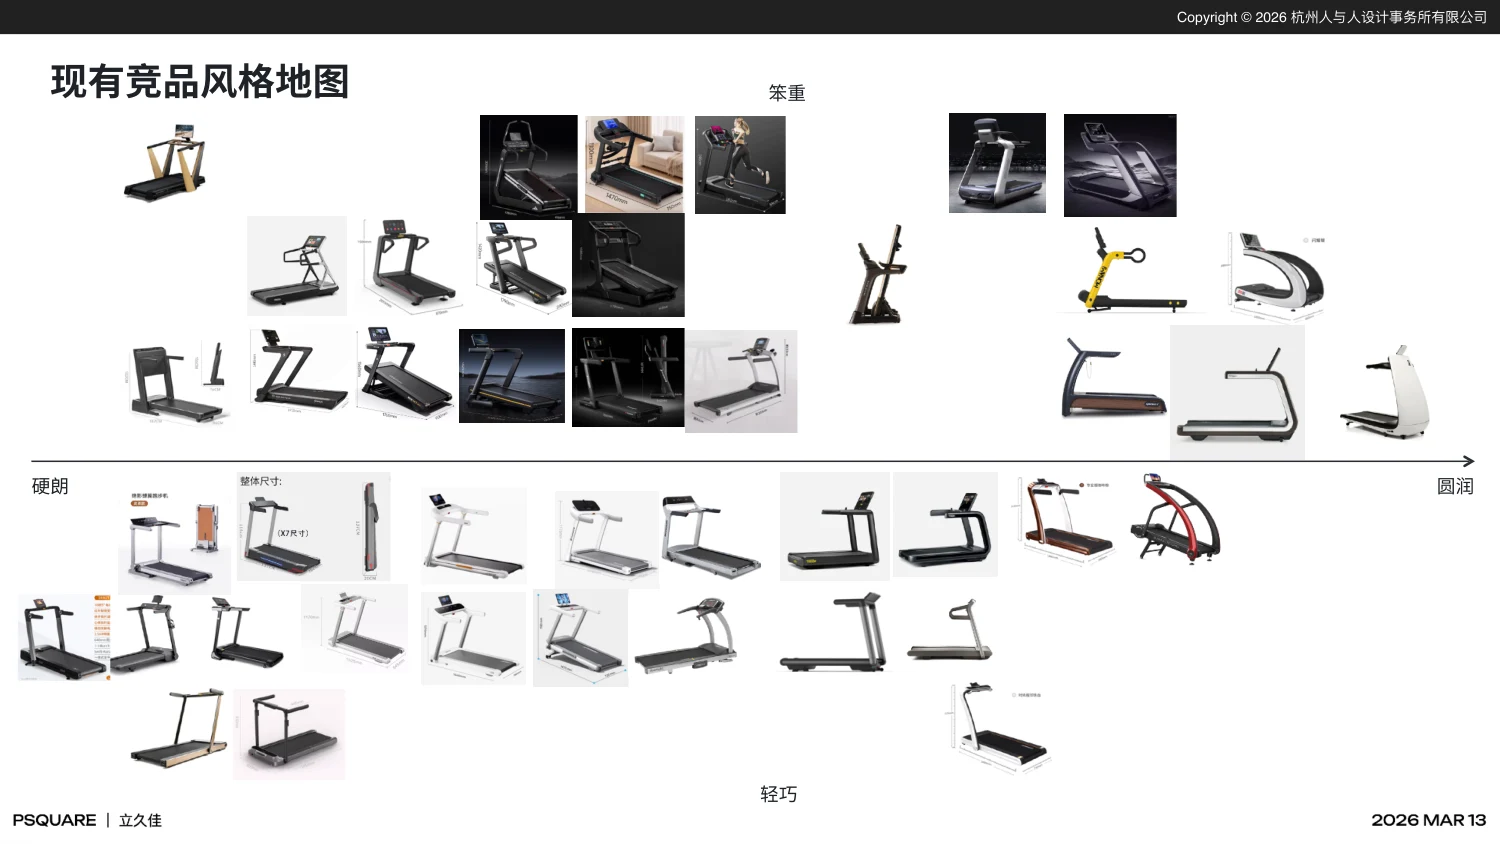 Copyright © 2026 杭州人与人设计事务所有限公司
现有竞品风格地图
笨重
1470mm
硬朗
圆润
整体尺寸:
(X7尺寸)
轻巧
PSQUARE | 立久佳
2026 MAR 13